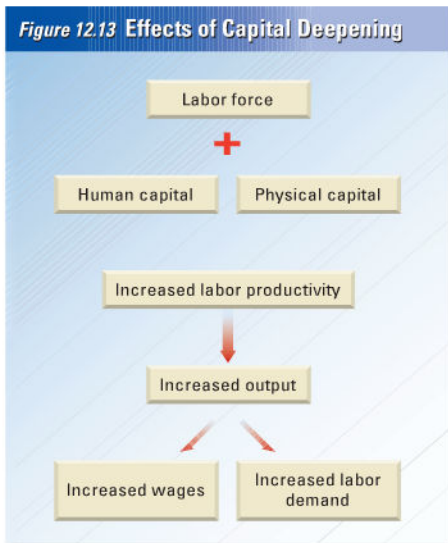 Figure 12.13 Effects of Capital Deepening
Labor force
+
Human capital
Physical capital
Increased labor productivity
Increased output
Increased wages
Increased labor
demand